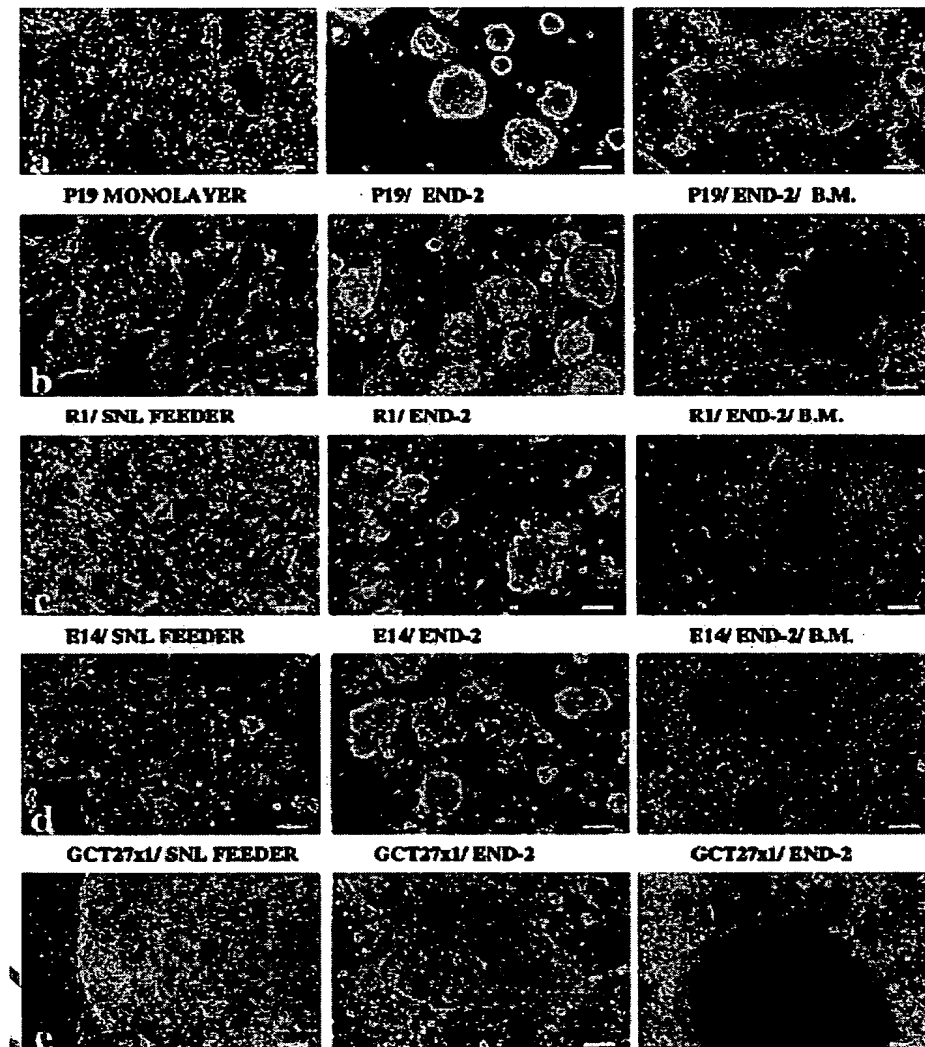 a
P19 MONOLAYER P19/ END-2 P19/ END-2/ B.M.
b
R1/ SNL FEEDER R1/ END-2 R1/ END-2/ B.M.
c
E14/ SNL FEEDER E14/ END-2 E14/ END-2/ B.M.
d
GCT27x1/ SNL FEEDER GCT27x1/ END-2 GCT27x1/ END-2
e